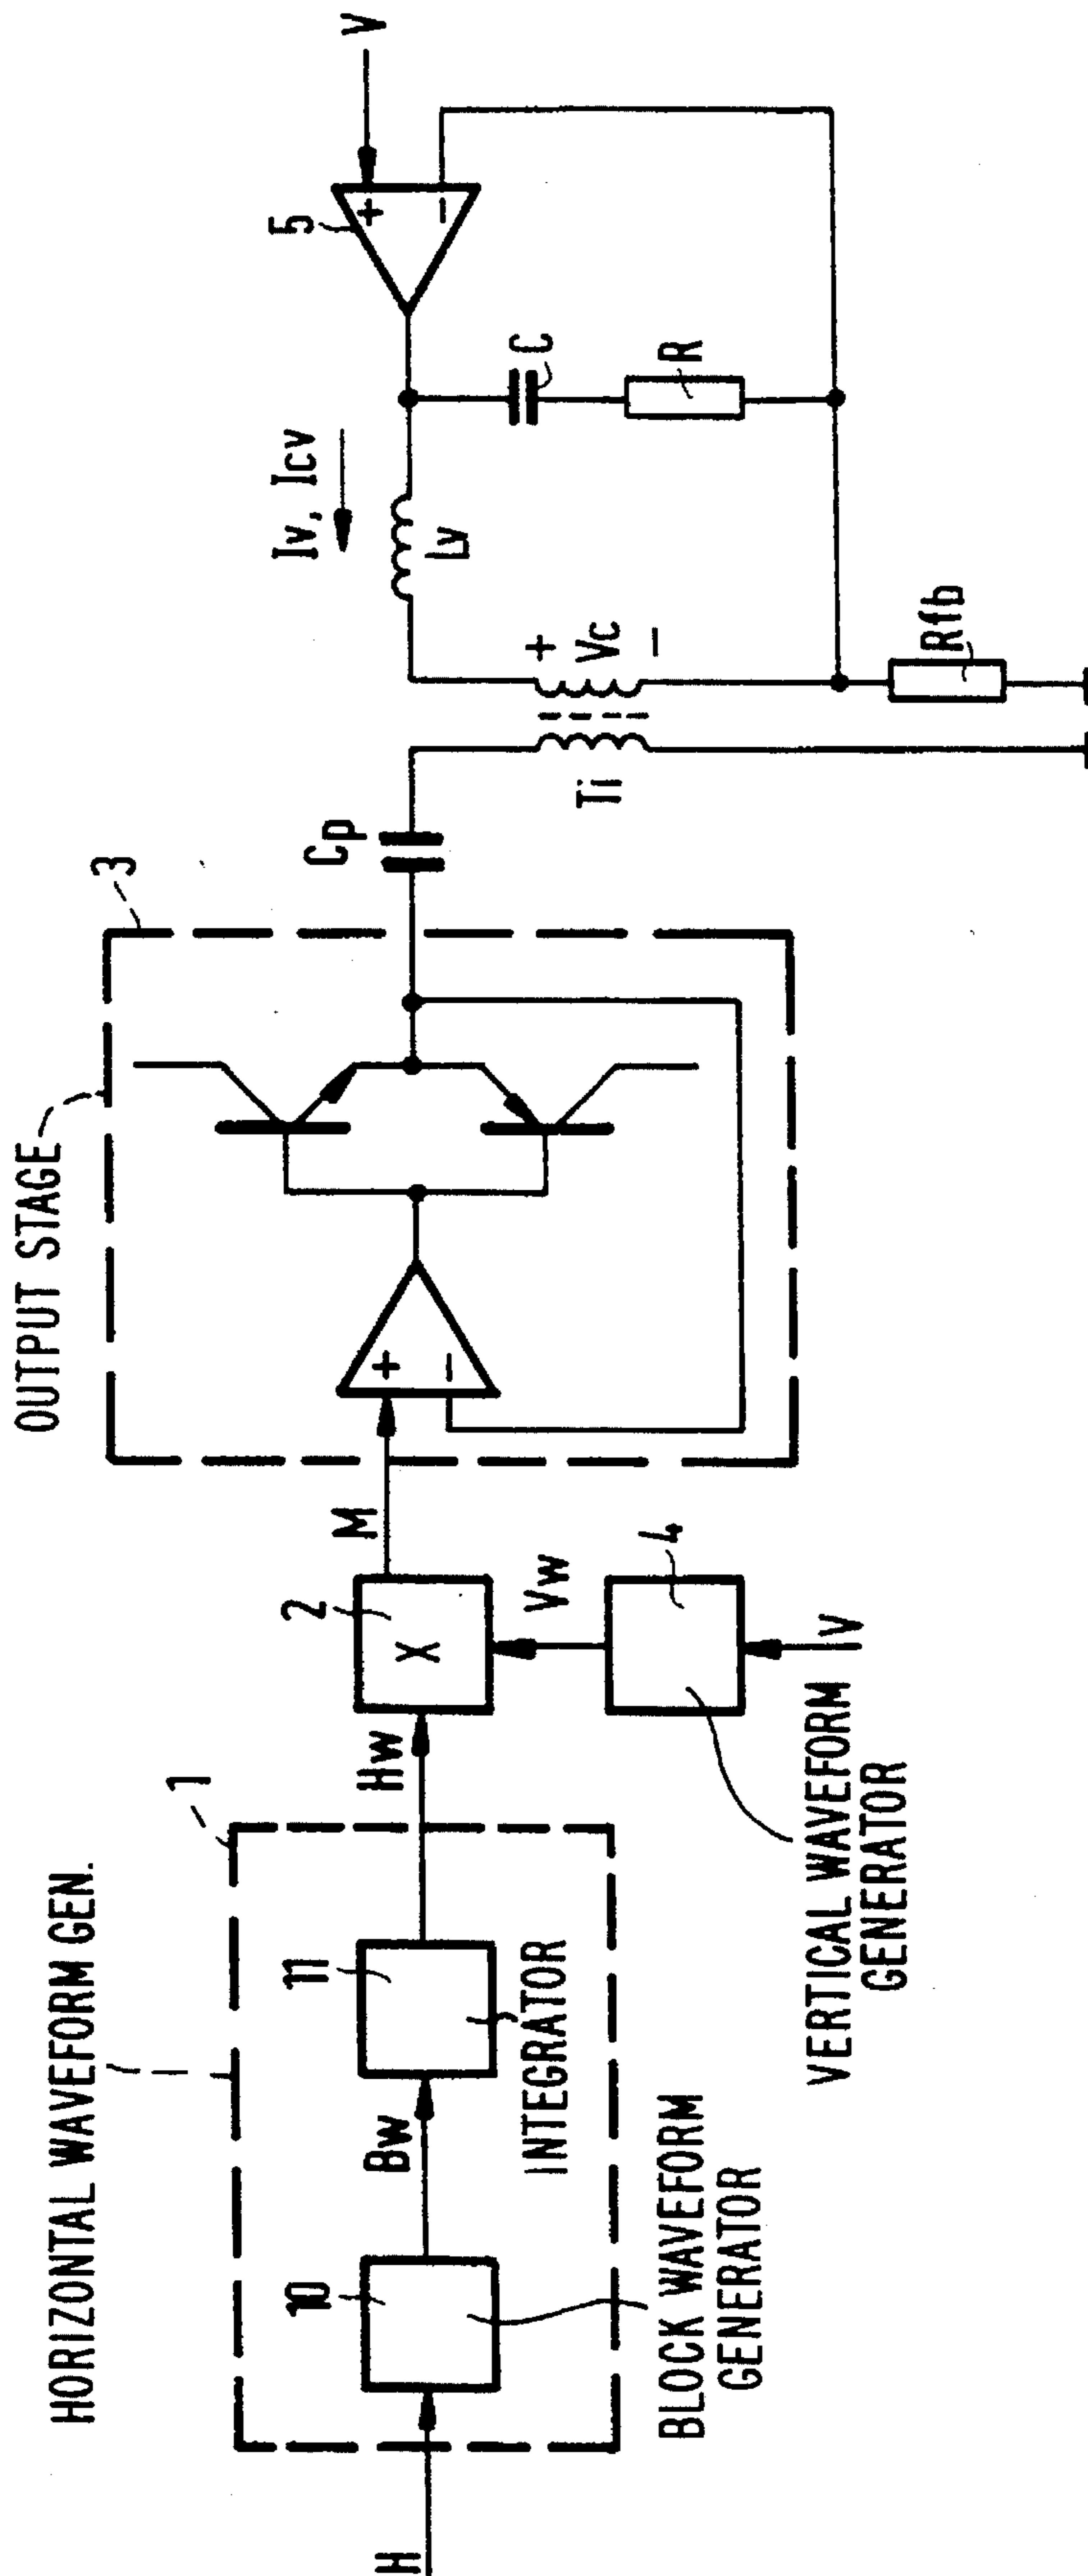 HORIZONTAL WAVEFORM GEN.
1
H
10
Bw
11
INTEGRATOR
BLOCK WAVEFORM
GENERATOR
Hw
2
X
M
Vw
4
V
VERTICAL WAVEFORM
GENERATOR
OUTPUT STAGE
3
+
−
Cp
Ti
+
Vc
−
Iv, Icv
Lv
C
R
Rfb
5
+
−
V